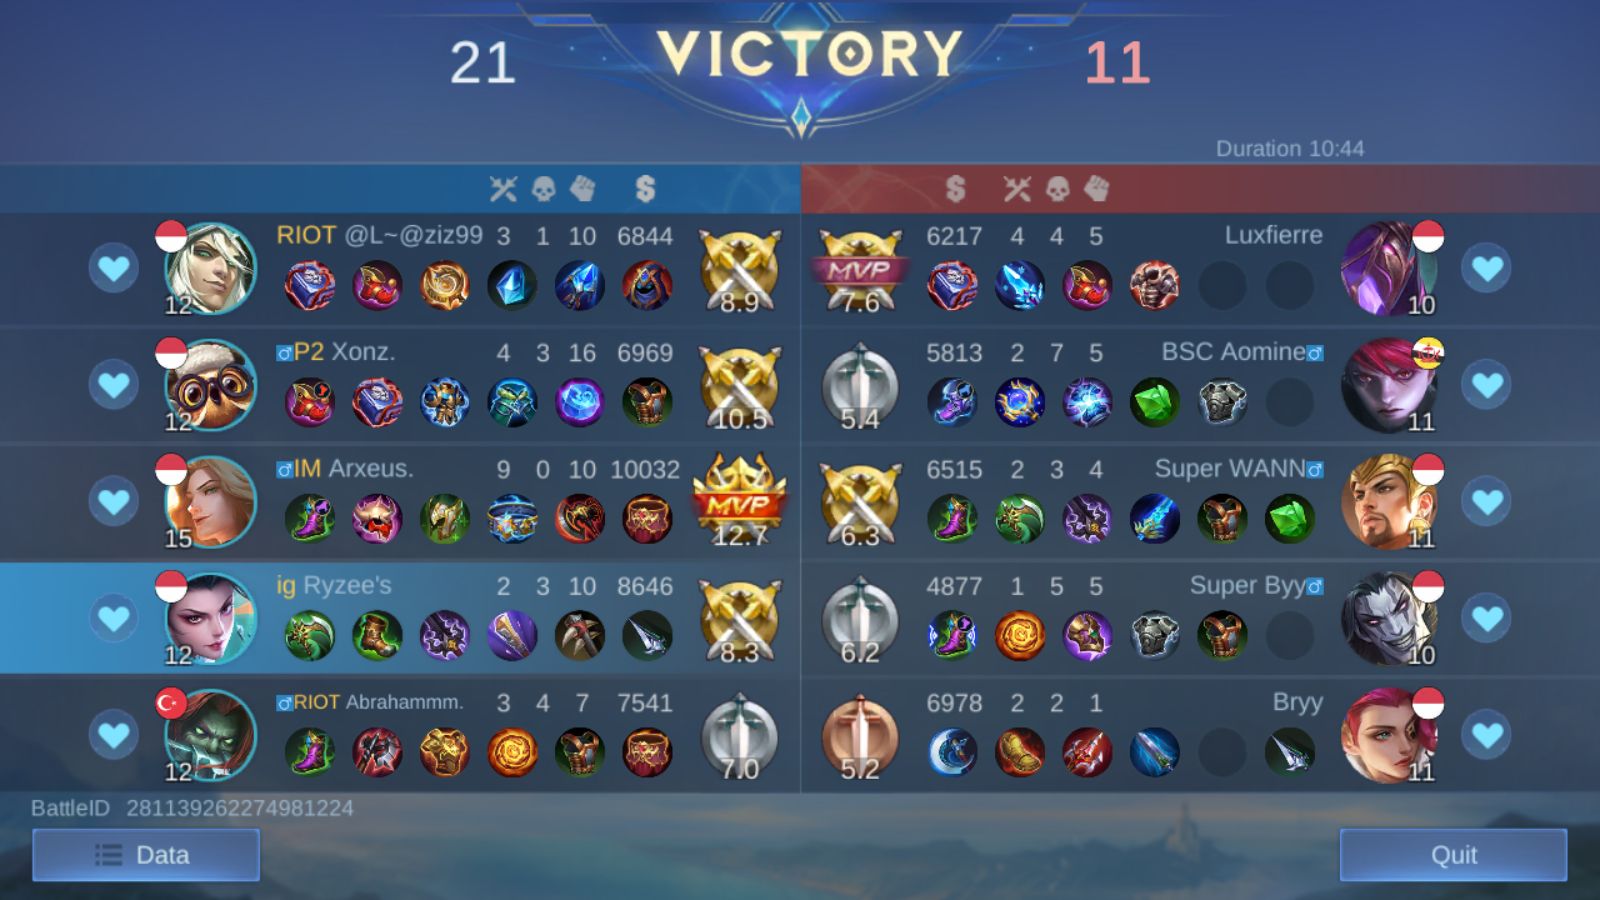 21 VICTORY 11
Duration 10:44
RIOT @L~@ziz99 3 1 10 6844
12 8.9
6217 4 4 5 Luxfierre
MVP 7.6 10
P2 Xonz. 4 3 16 6969
12 10.5
5813 2 7 5 BSC Aomine
5.4 11
IM Arxeus. 9 0 10 10032
15 MVP 12.7
6515 2 3 4 Super WANN
6.3 11
ig Ryzee's 2 3 10 8646
12 8.3
4877 1 5 5 Super Byy
6.2 10
RIOT Abrahammm. 3 4 7 7541
12 7.0
6978 2 2 1 Bryy
5.2 11
BattleID 281139262274981224
Data Quit